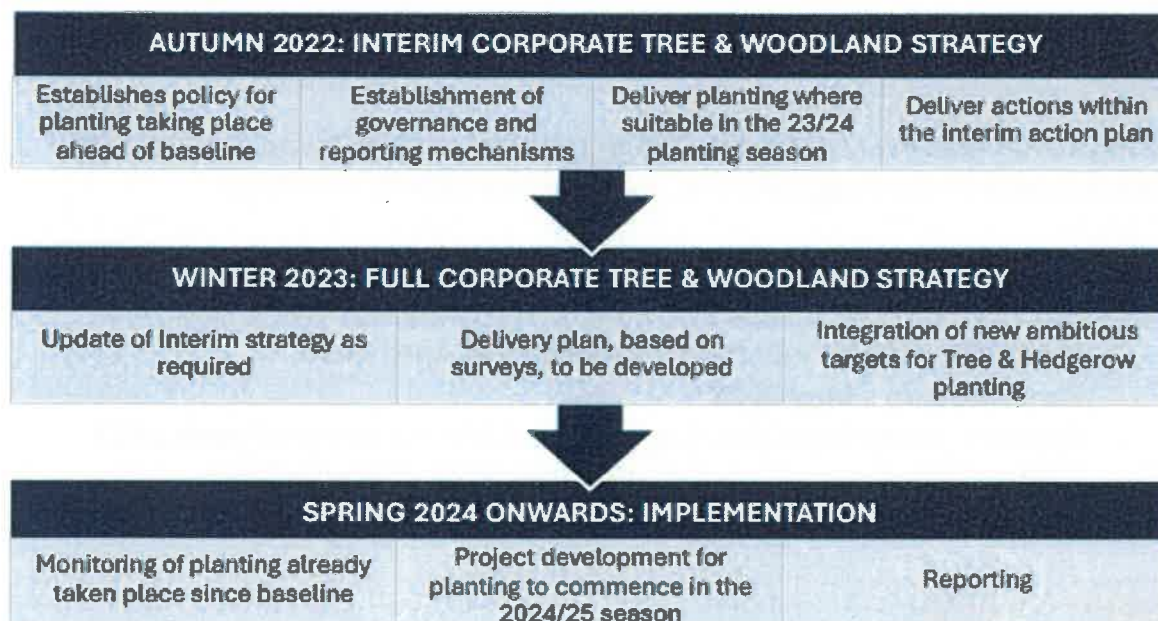 AUTUMN 2022: INTERIM CORPORATE TREE & WOODLAND STRATEGY
Establishes policy for
planting taking place
ahead of baseline
Establishment of
governance and
reporting mechanisms
Deliver planting where
suitable in the 23/24
planting season
Deliver actions within
the interim action plan
WINTER 2023: FULL CORPORATE TREE & WOODLAND STRATEGY
Update of Interim strategy as
required
Delivery plan, based on
surveys, to be developed
Integration of new ambitious
targets for Tree & Hedgerow
planting
SPRING 2024 ONWARDS: IMPLEMENTATION
Monitoring of planting already
taken place since baseline
Project development for
planting to commence in the
2024/25 season
Reporting